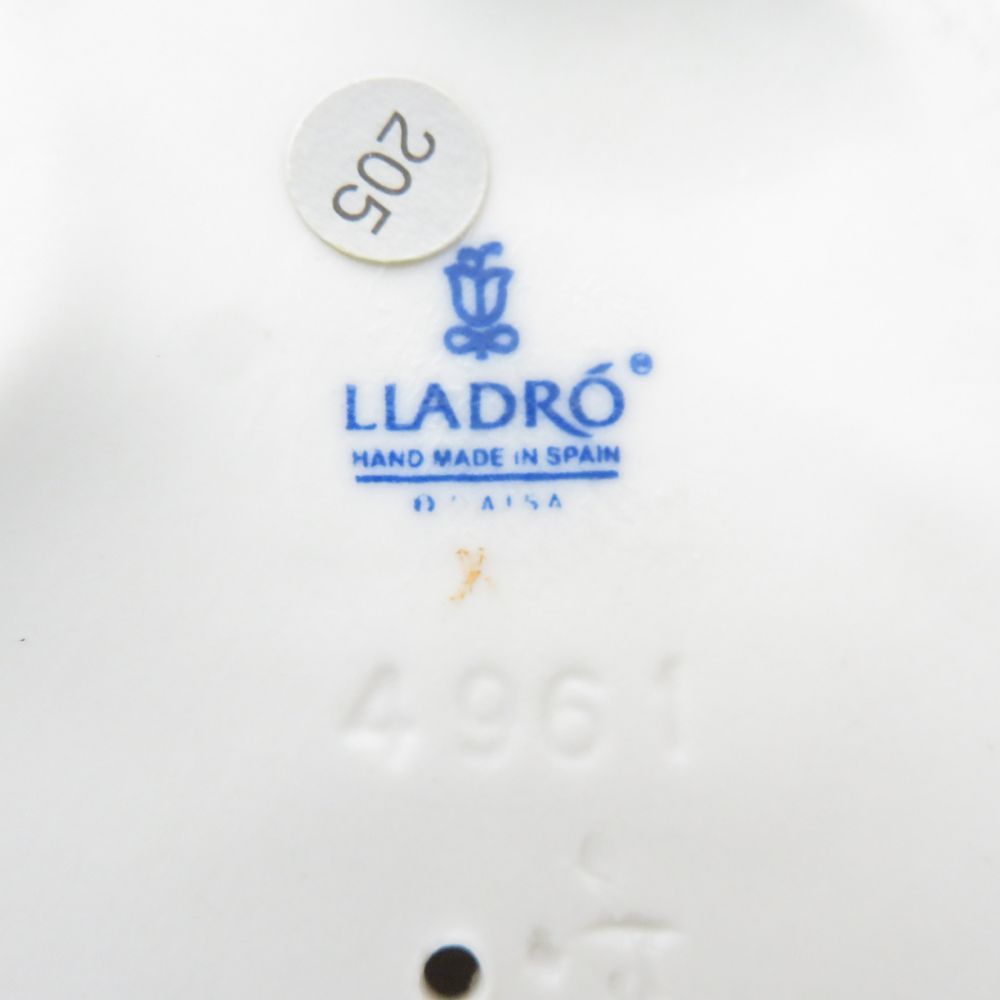 205
LLADRÓ®
HAND MADE IN SPAIN
4961